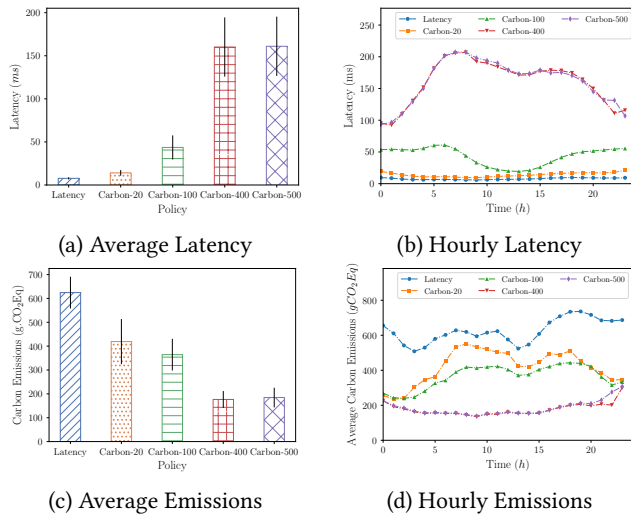 200
150
100
50
0
Latency (ms)
Latency Carbon-20 Carbon-100 Carbon-400 Carbon-500
Policy
(a) Average Latency
Latency
Carbon-20
Carbon-100
Carbon-400
Carbon-500
300
250
200
150
100
50
0
Latency (ms)
0 5 10 15 20
Time (h)
(b) Hourly Latency
700
600
500
400
300
200
100
0
Carbon Emissions (g.CO₂Eq)
Latency Carbon-20 Carbon-100 Carbon-400 Carbon-500
Policy
(c) Average Emissions
Latency
Carbon-20
Carbon-100
Carbon-400
Carbon-500
800
600
400
200
0
Average Carbon Emissions (gCO₂Eq)
0 5 10 15 20
Time (h)
(d) Hourly Emissions